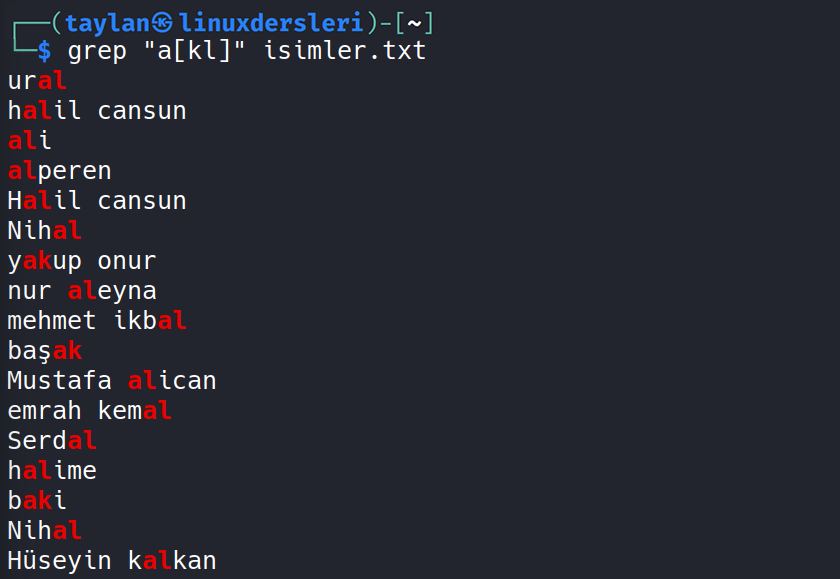 ┌──(taylan㉿linuxdersleri)-[~]
└─$ grep "a[kl]" isimler.txt
ural
halil cansun
ali
alperen
Halil cansun
Nihal
yakup onur
nur aleyna
mehmet ikbal
başak
Mustafa alican
emrah kemal
Serdal
halime
baki
Nihal
Hüseyin kalkan